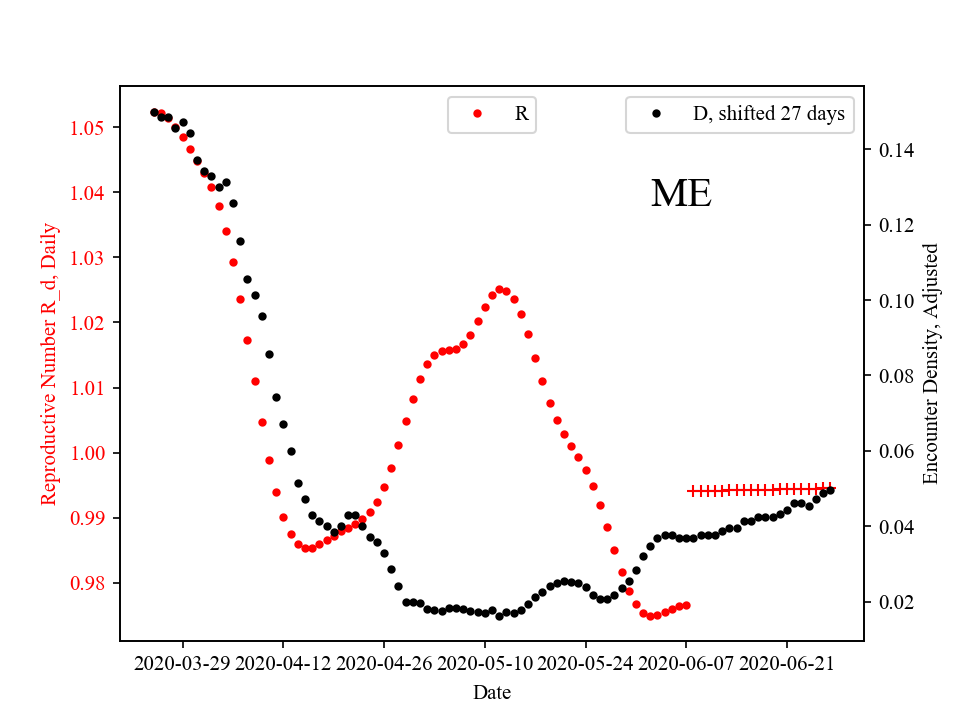 R
D, shifted 27 days
ME
Reproductive Number R_d, Daily
1.05
1.04
1.03
1.02
1.01
1.00
0.99
0.98
0.14
0.12
0.10
0.08
0.06
0.04
0.02
Encounter Density, Adjusted
2020-03-29 2020-04-12 2020-04-26 2020-05-10 2020-05-24 2020-06-07 2020-06-21
Date